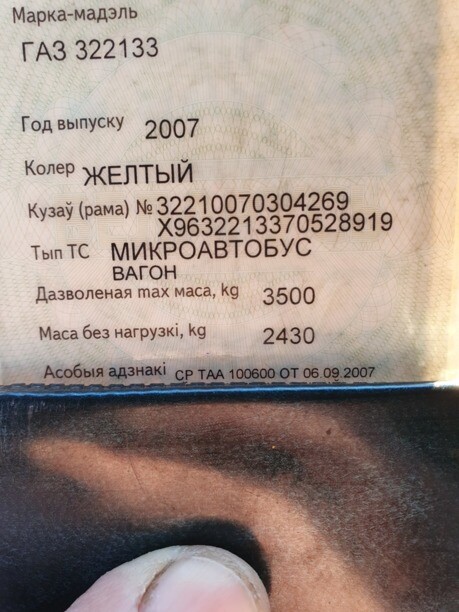 Марка-мадэль
ГАЗ 322133
Год выпуску 2007
Колер ЖЕЛТЫЙ
Кузаў (рама) № 32210070304269
X9632213370528919
Тып ТС МИКРОАВТОБУС
ВАГОН
Дазволеная max маса, kg 3500
Маса без нагрузкі, kg 2430
Асобыя адзнакі СР ТАА 100600 ОТ 06.09.2007